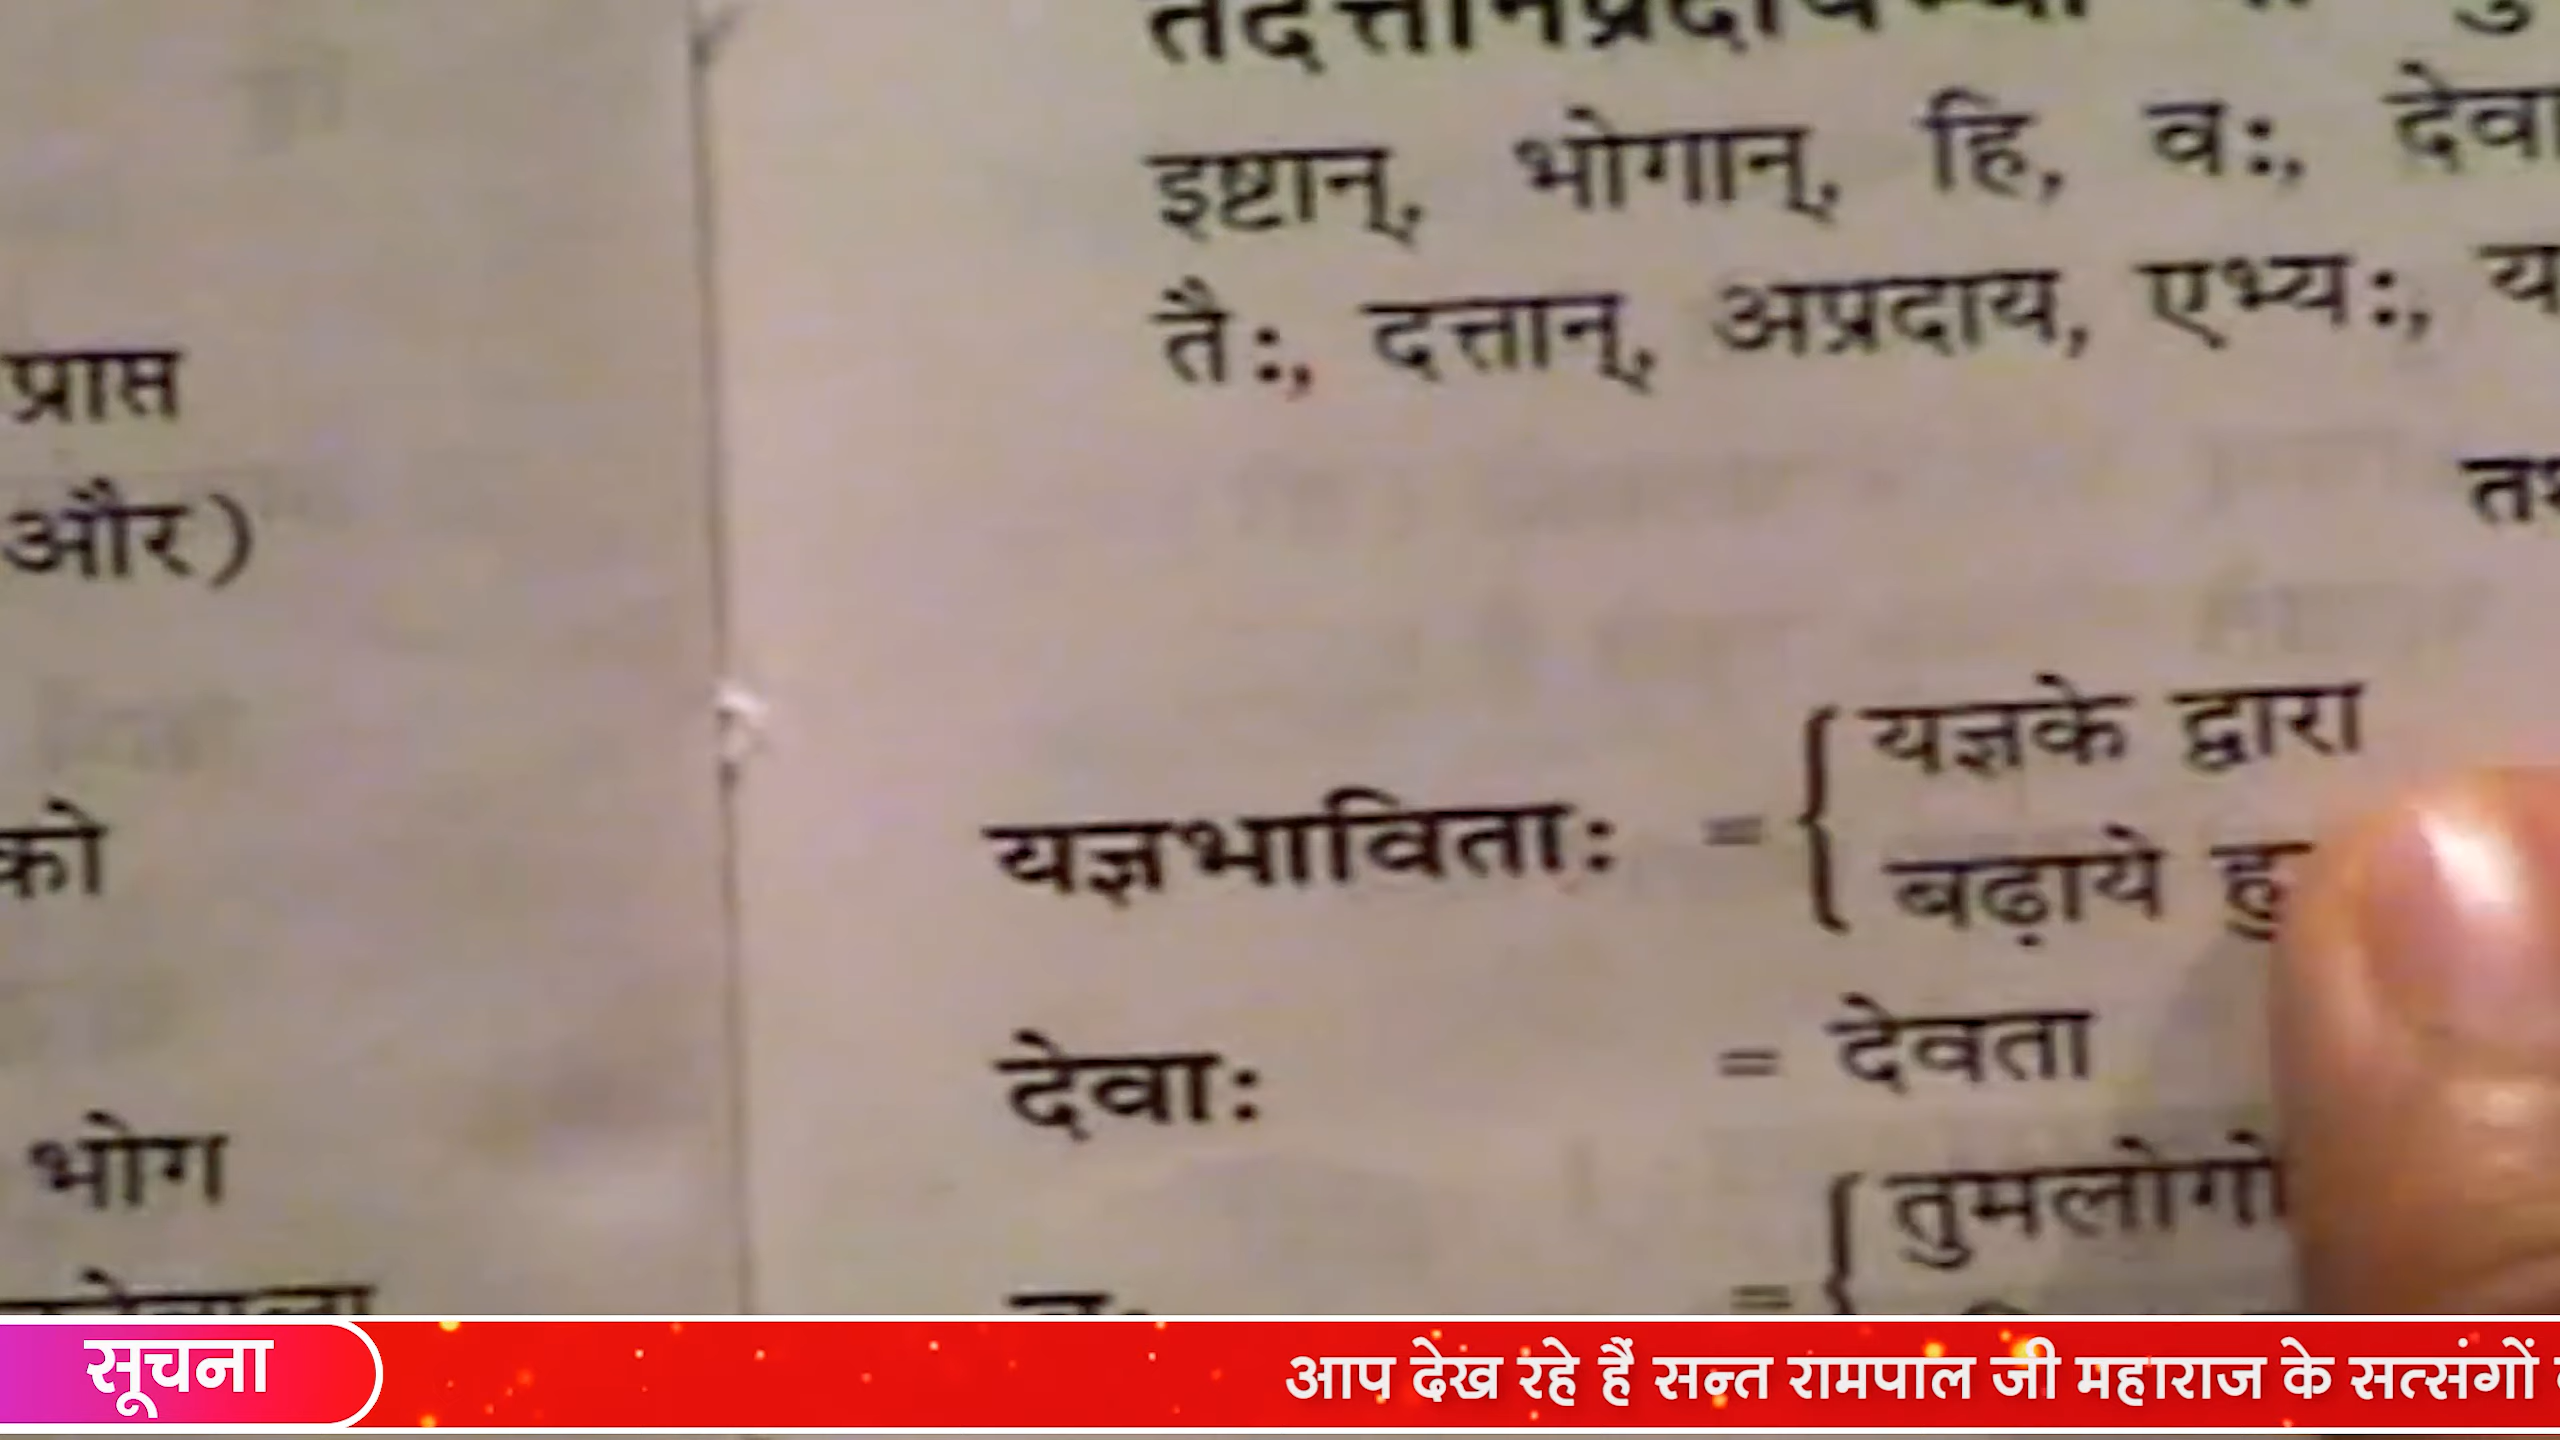 प्राप्त
और)
को
भोग
इष्टान्, भोगान्, हि, वः,
तैः, दत्तान्, अप्रदाय, एभ्यः,
यज्ञभाविताः = यज्ञके द्वारा
बढ़ाये
देवाः = देवता
= तुमलोगों
सूचना
आप देख रहे हैं सन्त रामपाल जी महाराज के सत्संगों